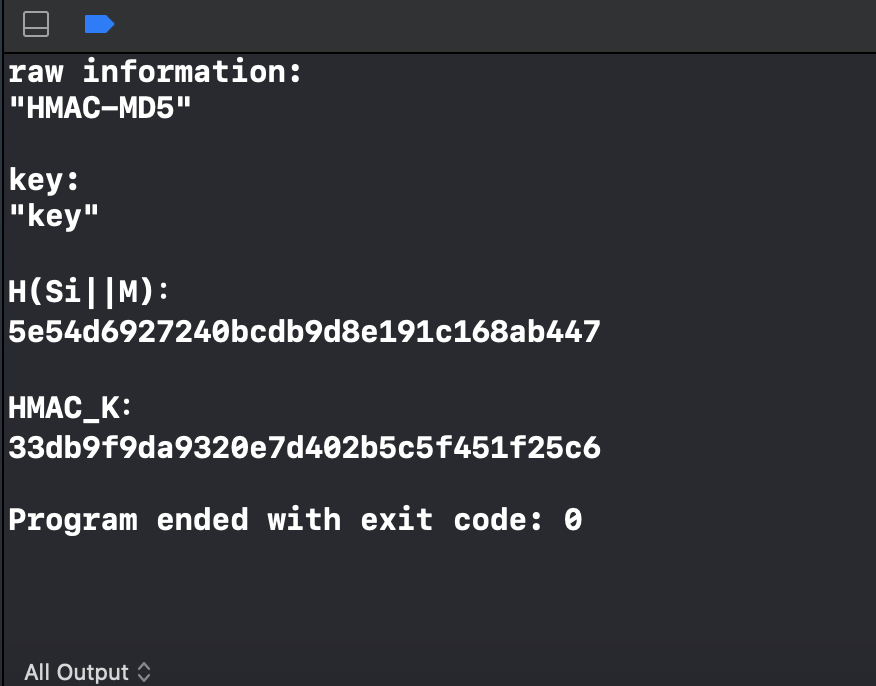 raw information:
"HMAC-MD5"
key:
"key"
H(Si||M):
5e54d6927240bcdb9d8e191c168ab447
HMAC_K:
33db9f9da9320e7d402b5c5f451f25c6
Program ended with exit code: 0
All Output